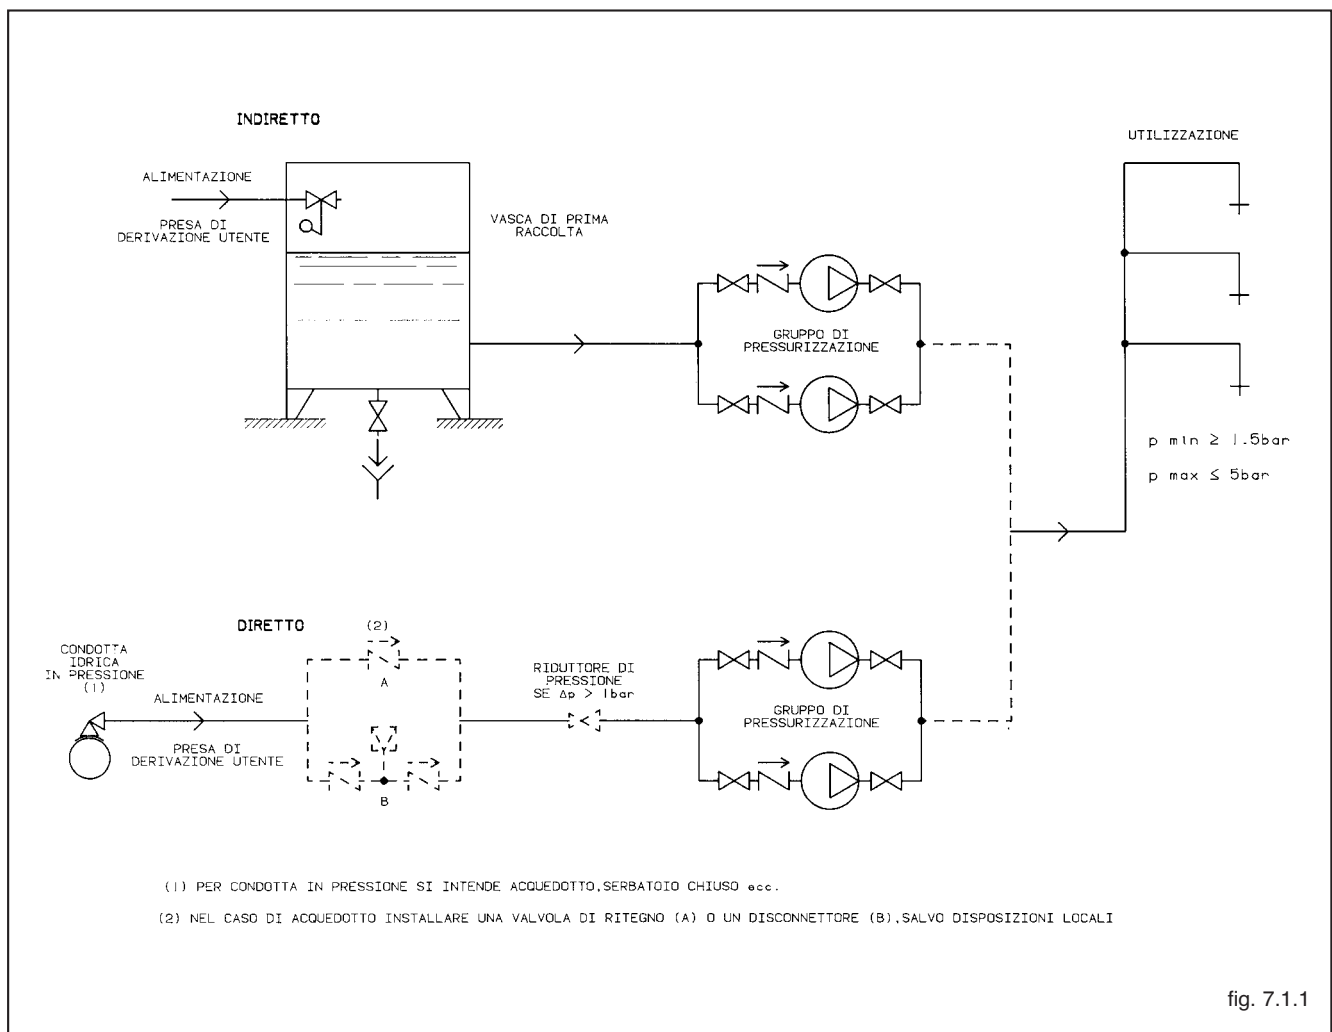 INDIRETTO
ALIMENTAZIONE
PRESA DI
DERIVAZIONE UTENTE
VASCA DI PRIMA
RACCOLTA
GRUPPO DI
PRESSURIZZAZIONE
UTILIZZAZIONE
p min ≥ 1.5bar
p max ≤ 5bar
DIRETTO
CONDOTTA
IDRICA
IN PRESSIONE
(1)
ALIMENTAZIONE
PRESA DI
DERIVAZIONE UTENTE
(2)
A
B
RIDUTTORE DI
PRESSIONE
SE Δp > 1bar
GRUPPO DI
PRESSURIZZAZIONE
(1) PER CONDOTTA IN PRESSIONE SI INTENDE ACQUEDOTTO,SERBATOIO CHIUSO ecc.
(2) NEL CASO DI ACQUEDOTTO INSTALLARE UNA VALVOLA DI RITEGNO (A) O UN DISCONNETTORE (B),SALVO DISPOSIZIONI LOCALI
fig. 7.1.1